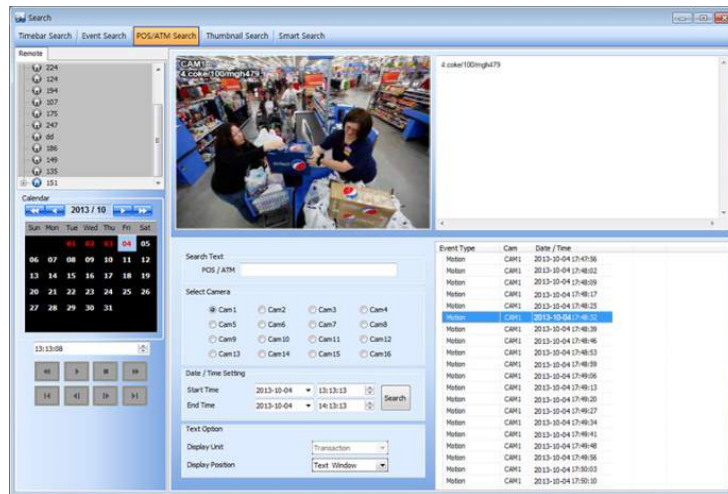 Search
Timebar Search Event Search POS/ATM Search Thumbnail Search Smart Search
Remote
224
124
194
107
175
247
dd
186
149
135
151
CAM1
4.coke/100/mgh479
4.coke/100/mgh479
Calendar
2013 / 10
Sun Mon Tue Wed Thu Fri Sat
01 02 03 04 05
06 07 08 09 10 11 12
13 14 15 16 17 18 19
20 21 22 23 24 25 26
27 28 29 30 31
13:13:08
Search Text
POS / ATM
Select Camera
Cam1 Cam2 Cam3 Cam4
Cam5 Cam6 Cam7 Cam8
Cam9 Cam10 Cam11 Cam12
Cam13 Cam14 Cam15 Cam16
Date / Time Setting
Start Time 2013-10-04 13:13:13
End Time 2013-10-04 14:13:13
Search
Text Option
Display Unit Transaction
Display Position Text Window
Event Type Cam Date / Time
Motion CAM1 2013-10-04 17:47:56
Motion CAM1 2013-10-04 17:48:02
Motion CAM1 2013-10-04 17:48:09
Motion CAM1 2013-10-04 17:48:17
Motion CAM1 2013-10-04 17:48:25
Motion CAM1 2013-10-04 17:48:32
Motion CAM1 2013-10-04 17:48:39
Motion CAM1 2013-10-04 17:48:46
Motion CAM1 2013-10-04 17:48:53
Motion CAM1 2013-10-04 17:48:59
Motion CAM1 2013-10-04 17:49:06
Motion CAM1 2013-10-04 17:49:13
Motion CAM1 2013-10-04 17:49:20
Motion CAM1 2013-10-04 17:49:27
Motion CAM1 2013-10-04 17:49:34
Motion CAM1 2013-10-04 17:49:41
Motion CAM1 2013-10-04 17:49:48
Motion CAM1 2013-10-04 17:49:56
Motion CAM1 2013-10-04 17:50:03
Motion CAM1 2013-10-04 17:50:10